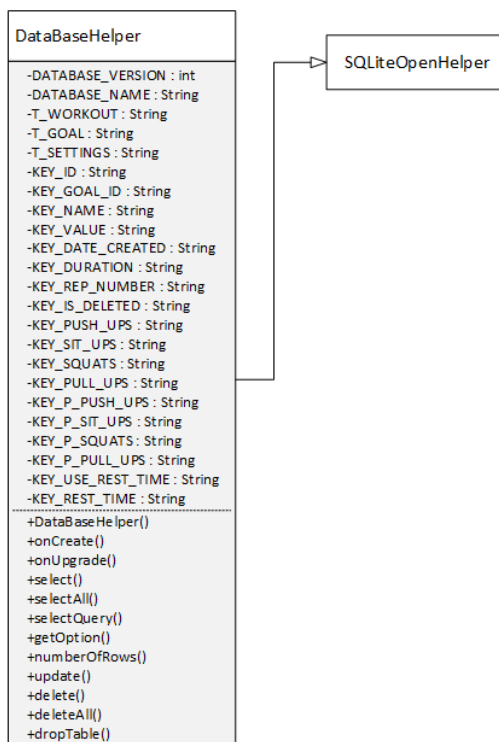 DataBaseHelper
SQLiteOpenHelper
-DATABASE_VERSION : int
-DATABASE_NAME : String
-T_WORKOUT : String
-T_GOAL : String
-T_SETTINGS : String
-KEY_ID : String
-KEY_GOAL_ID : String
-KEY_NAME : String
-KEY_VALUE : String
-KEY_DATE_CREATED : String
-KEY_DURATION : String
-KEY_REP_NUMBER : String
-KEY_IS_DELETED : String
-KEY_PUSH_UPS : String
-KEY_SIT_UPS : String
-KEY_SQUATS : String
-KEY_PULL_UPS : String
-KEY_P_PUSH_UPS : String
-KEY_P_SIT_UPS : String
-KEY_P_SQUATS : String
-KEY_P_PULL_UPS : String
-KEY_USE_REST_TIME : String
-KEY_REST_TIME : String
+DataBaseHelper()
+onCreate()
+onUpgrade()
+select()
+selectAll()
+selectQuery()
+getOption()
+numberOfRows()
+update()
+delete()
+deleteAll()
+dropTable()